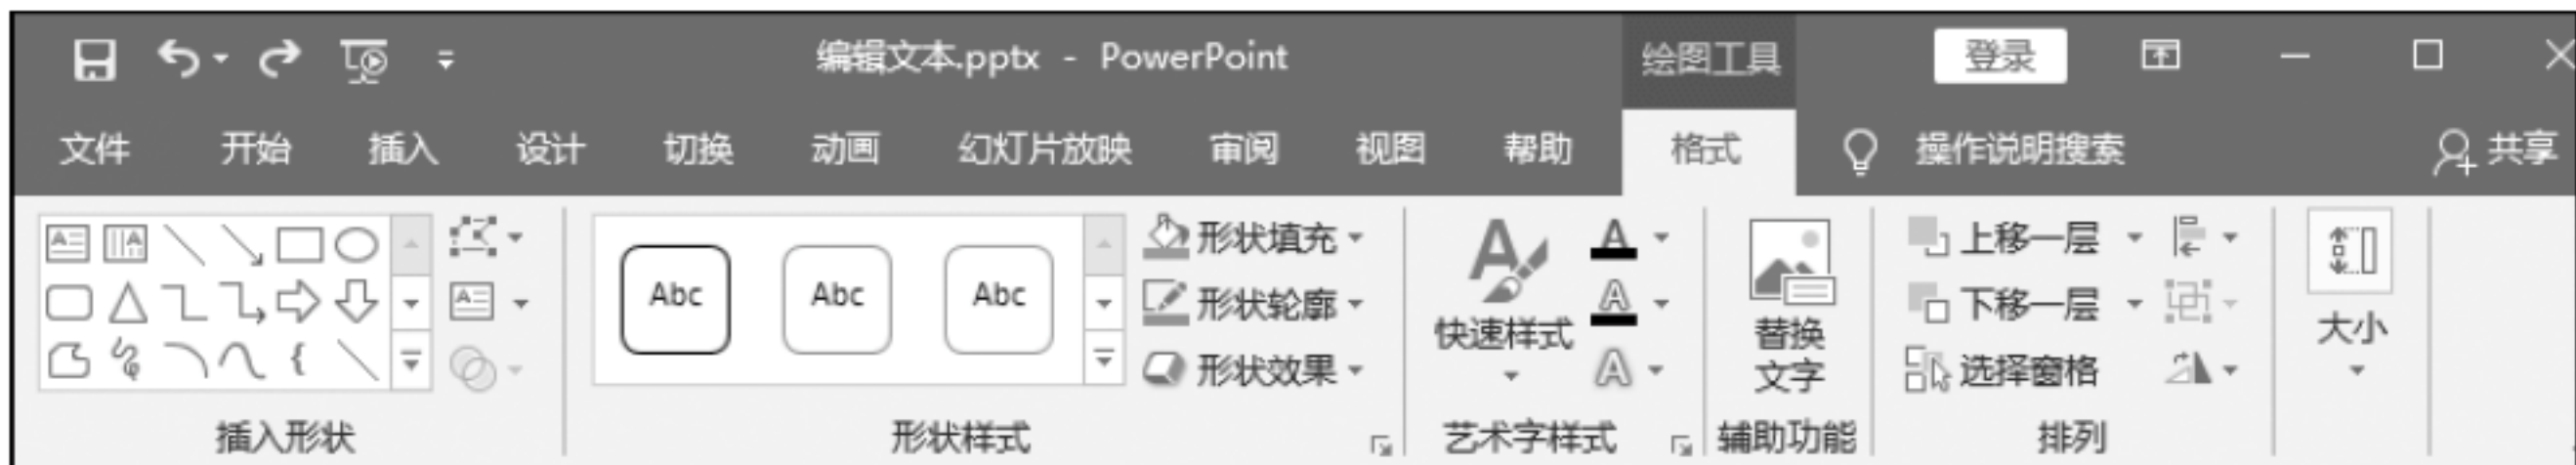 编辑文本.pptx - PowerPoint 绘图工具 登录
文件 开始 插入 设计 切换 动画 幻灯片放映 审阅 视图 帮助 格式 操作说明搜索 共享
Abc Abc Abc
形状填充
形状轮廓
形状效果
快速样式
替换
文字
上移一层
下移一层
选择窗格
大小
插入形状 形状样式 艺术字样式 辅助功能 排列